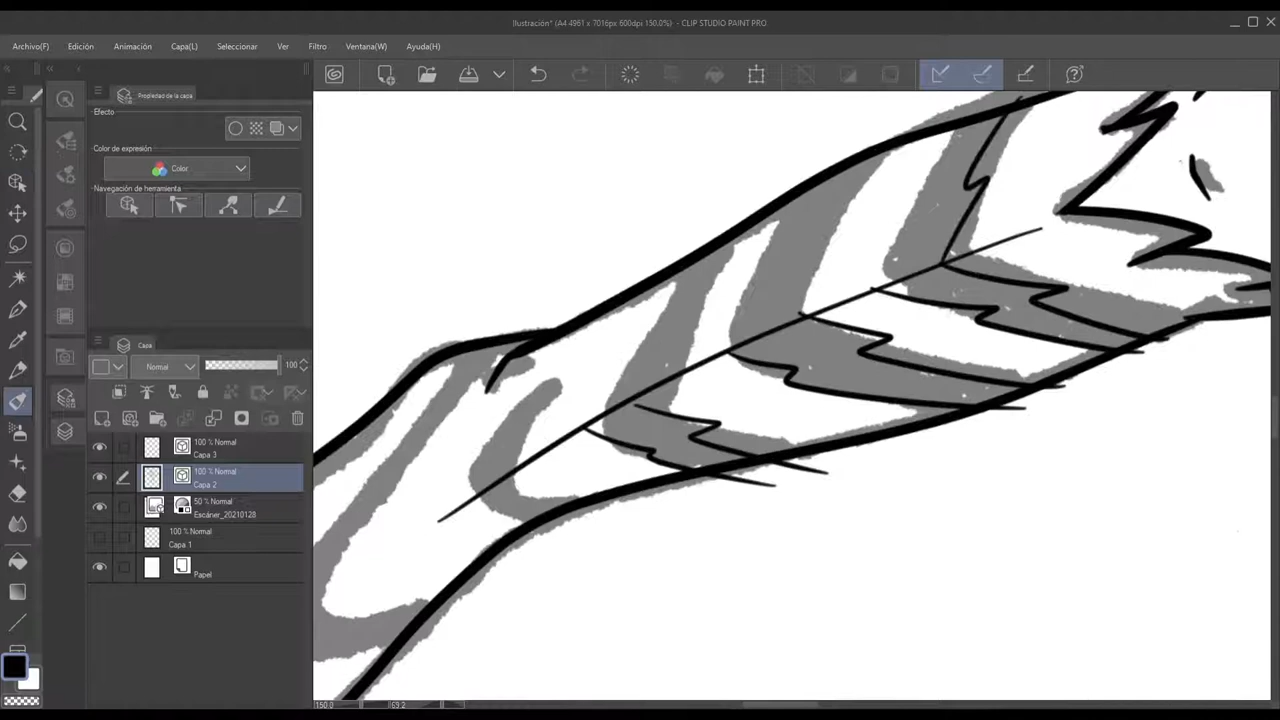 Ilustración* (A4 4961 x 7016px 600dpi 150.0%) - CLIP STUDIO PAINT PRO
Archivo(F) Edición Animación Capa(L) Seleccionar Ver Filtro Ventana(W) Ayuda(H)
Propiedad de la capa
Efecto
Color de expresión
Color
Navegación de herramienta
Capa
Normal 100
100 % Normal
Capa 3
100 % Normal
Capa 2
50 % Normal
Escáner_20210128
100 % Normal
Capa 1
Papel
150.0 69.2